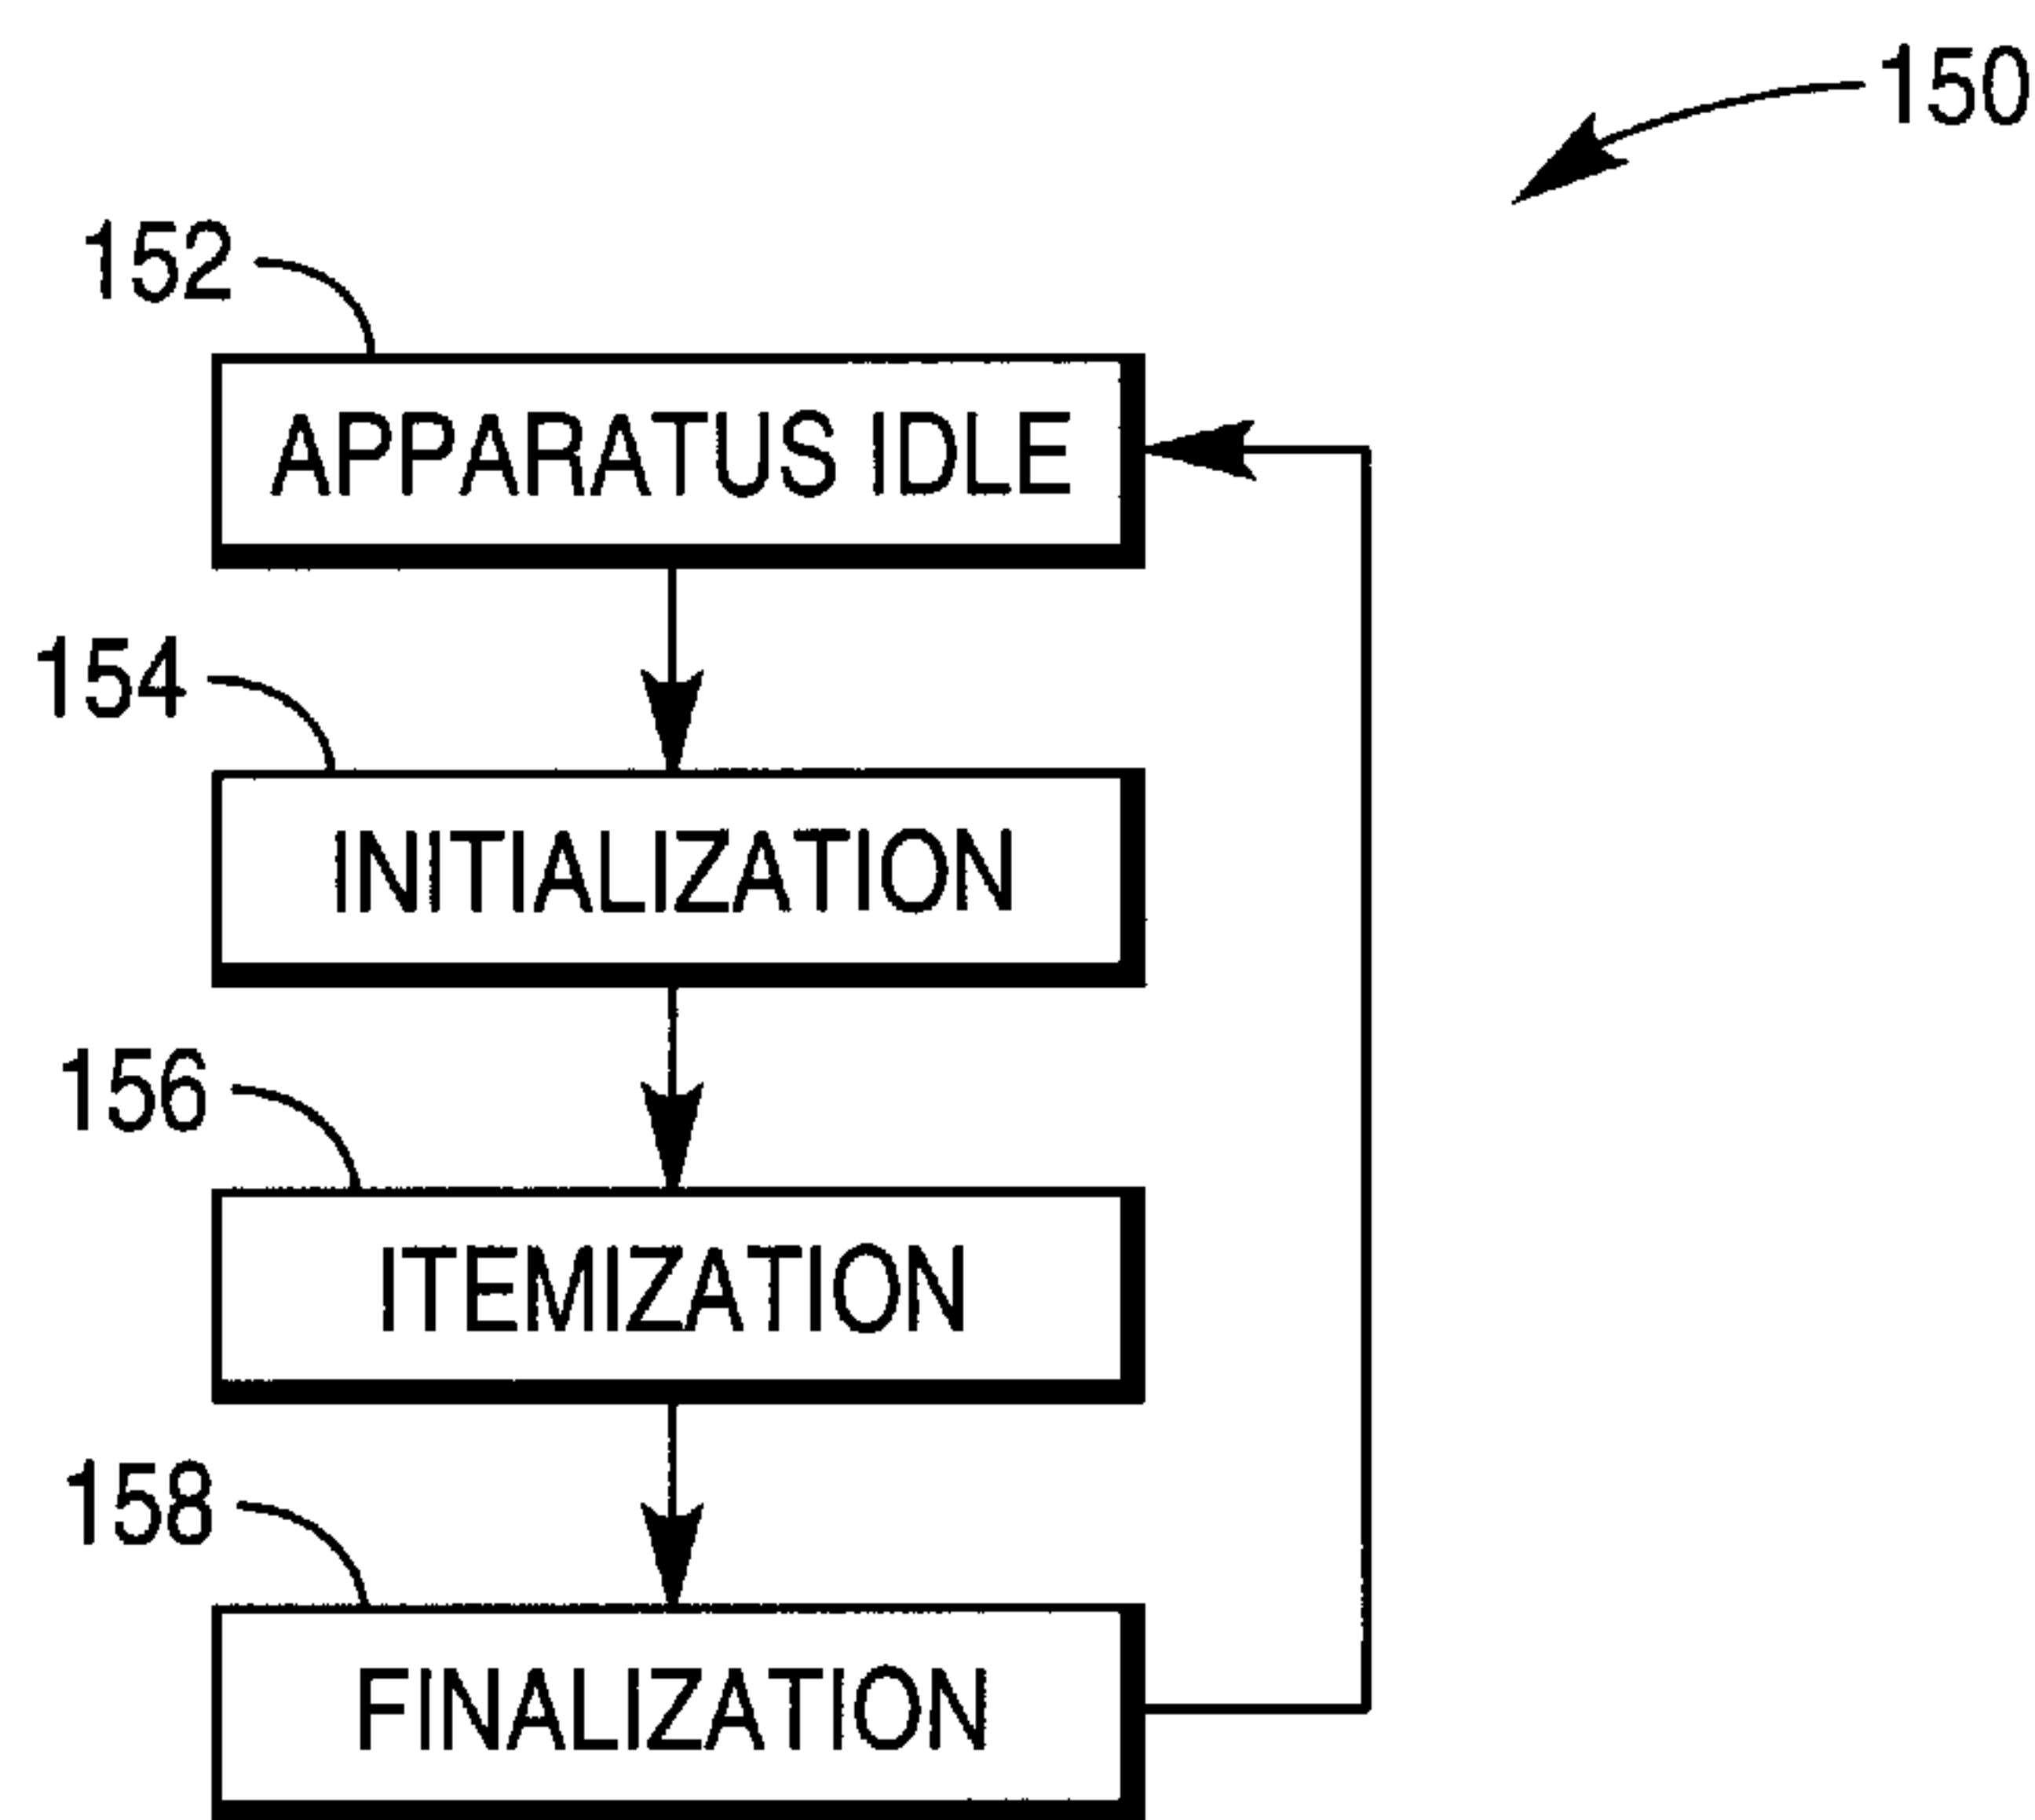 150
152
APPARATUS IDLE
154
INITIALIZATION
156
ITEMIZATION
158
FINALIZATION